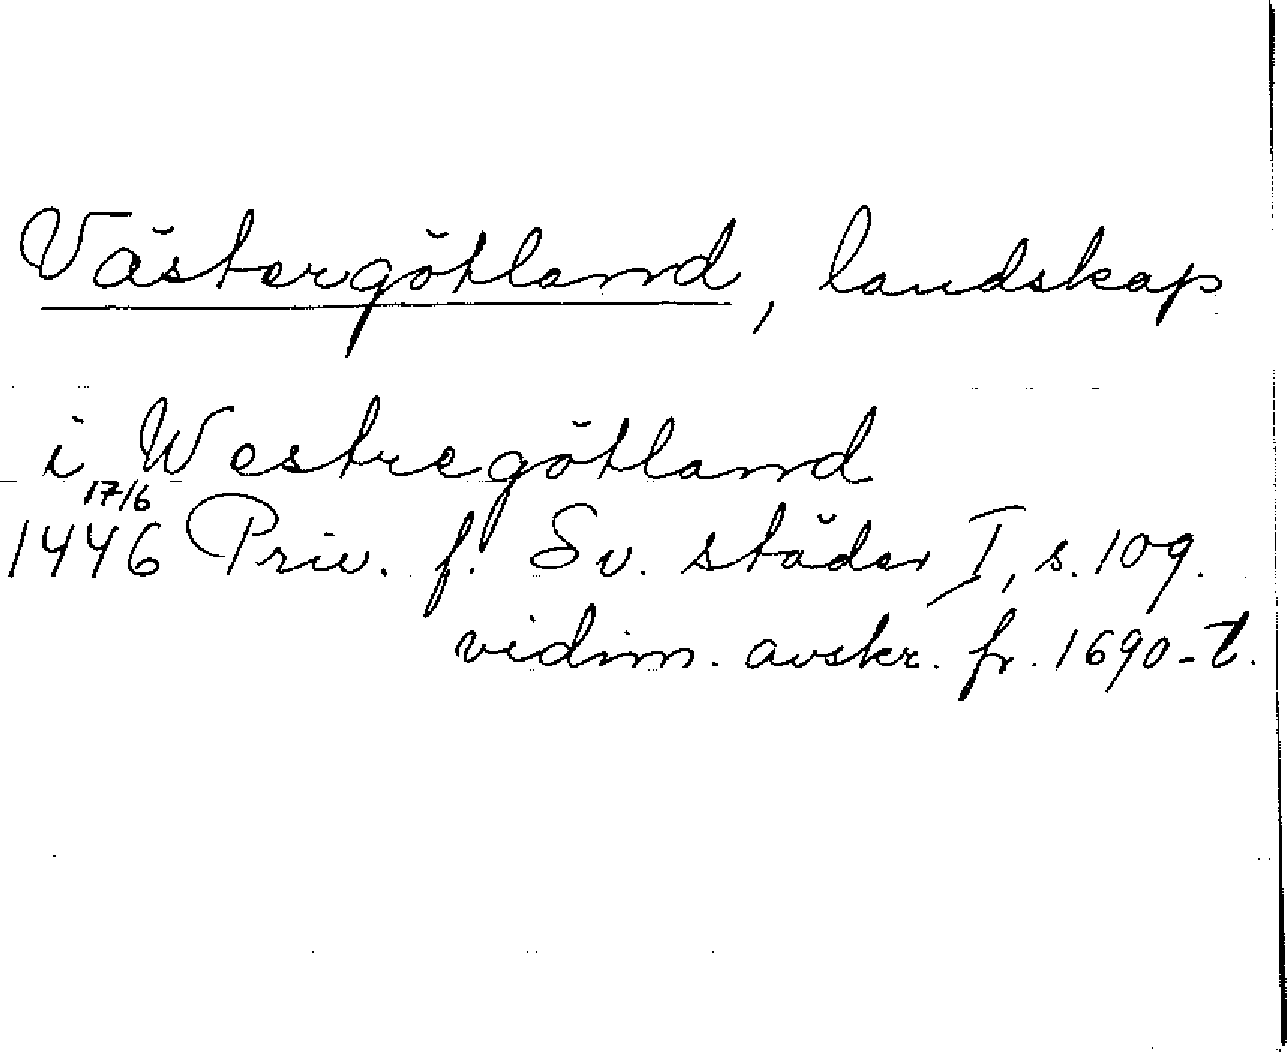 Västergötland, landskap
i Westregötland
17/6
1446 Priv. f. Sv. städer I, s. 109.
vidim. avskr. fr. 1690-t.